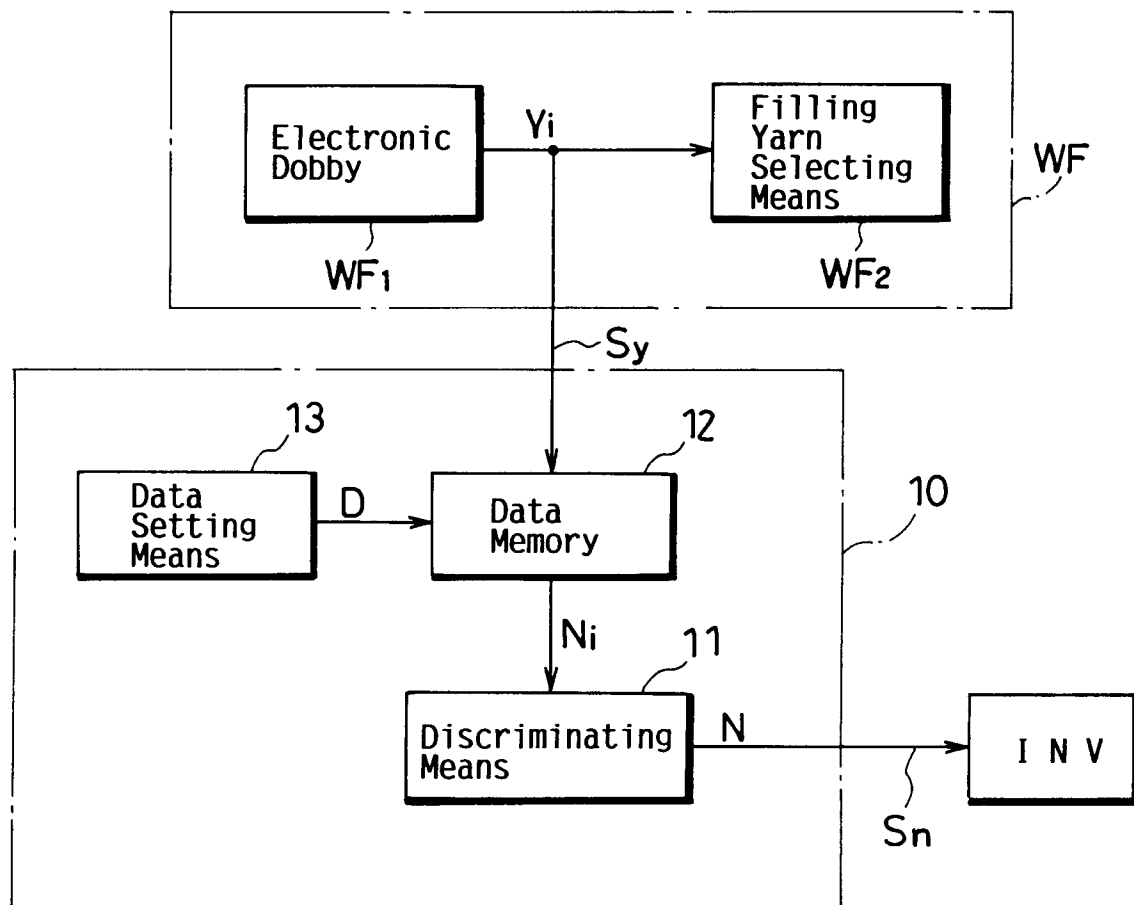 Electronic
Dobby
Yi
Filling
Yarn
Selecting
Means
WF
WF1
WF2
Sy
13
12
10
Data
Setting
Means
D
Data
Memory
Ni
11
Discriminating
Means
N
I N V
Sn